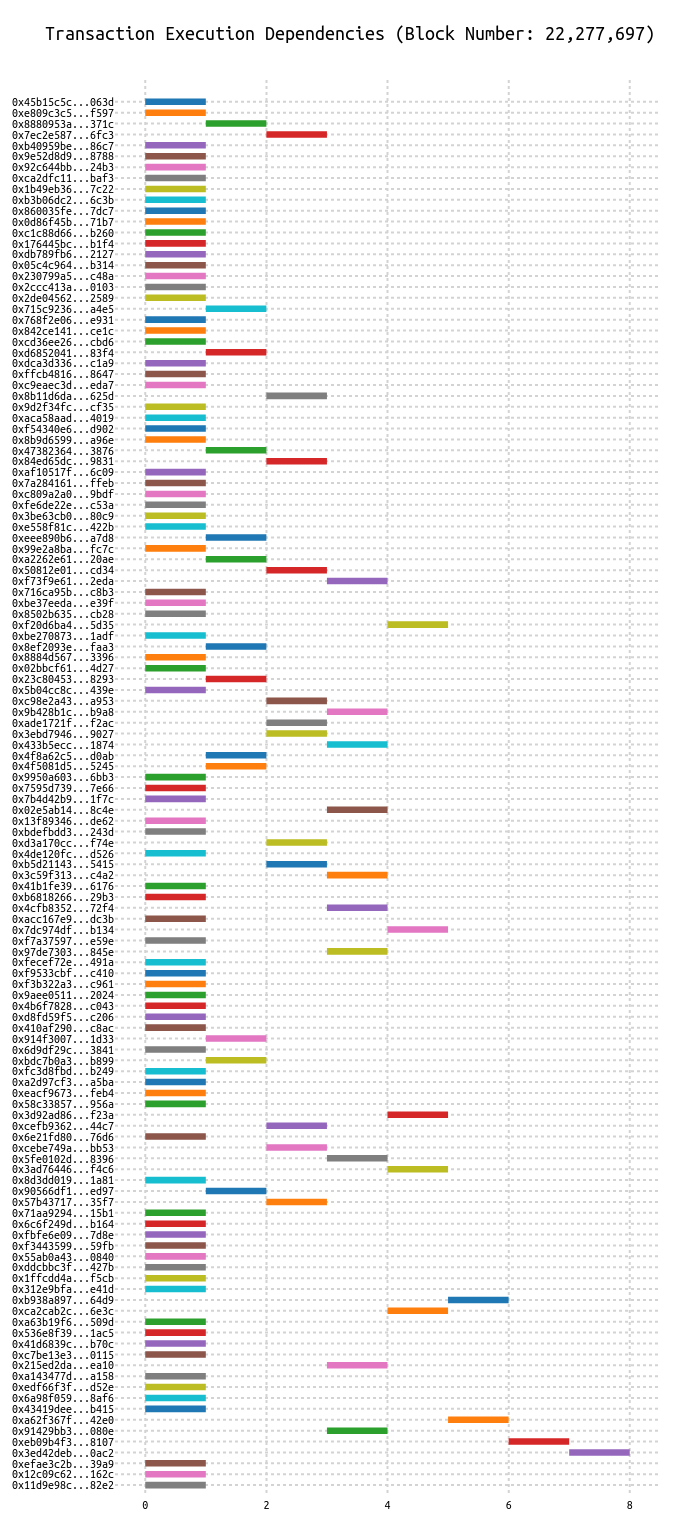 Transaction Execution Dependencies (Block Number: 22,277,697)
0x45b15c5c...063d
0xe809c3c5...f597
0x8880953a...371c
0x7ec2e587...6fc3
0xb40959be...86c7
0x9e52d8d9...8788
0x92c644bb...24b3
0xca2dfc11...baf3
0x1b49eb36...7c22
0xb3b06dc2...6c3b
0x860035fe...7dc7
0x0d86f45b...71b7
0xc1c88d66...b260
0x176445bc...b1f4
0xdb789fb6...2127
0x05c4c964...b314
0x230799a5...c48a
0x2ccc413a...0103
0x2de04562...2589
0x715c9236...a4e5
0x768f2e06...e931
0x842ce141...ce1c
0xcd36ee26...cbd6
0xd6852041...83f4
0xdca3d336...c1a9
0xffcb4816...8647
0xc9eaec3d...eda7
0x8b11d6da...625d
0x9d2f34fc...cf35
0xaca58aad...4019
0xf54340e6...d902
0x8b9d6599...a96e
0x47382364...3876
0x84ed65dc...9831
0xaf10517f...6c09
0x7a284161...ffeb
0xc809a2a0...9bdf
0xfe6de22e...c53a
0x3be63cb0...80c9
0xe558f81c...422b
0xeee890b6...a7d8
0x99e2a8ba...fc7c
0xa2262e61...20ae
0x50812e01...cd34
0xf73f9e61...2eda
0x716ca95b...c8b3
0xbe37eeda...e39f
0x8502b635...cb28
0xf20d6ba4...5d35
0xbe270873...1adf
0x8ef2093e...faa3
0x8884d567...3396
0x02bbcf61...4d27
0x23c80453...8293
0x5b04cc8c...439e
0xc98e2a43...a953
0x9b428b1c...b9a8
0xade1721f...f2ac
0x3ebd7946...9027
0x433b5ecc...1874
0x4f8a62c5...d0ab
0x4f5081d5...5245
0x9950a603...6bb3
0x7595d739...7e66
0x7b4d42b9...1f7c
0x02e5ab14...8c4e
0x13f89346...de62
0xbdefbdd3...243d
0xd3a170cc...f74e
0x4de120fc...d526
0xb5d21143...5415
0x3c59f313...c4a2
0x41b1fe39...6176
0xb6818266...29b3
0x4cfb8352...72f4
0xacc167e9...dc3b
0x7dc974df...b134
0xf7a37597...e59e
0x97de7303...845e
0xfecef72e...491a
0xf9533cbf...c410
0xf3b322a3...c961
0x9aee0511...2024
0x4b6f7828...c043
0xd8fd59f5...c206
0x410af290...c8ac
0x914f3007...1d33
0x6d9df29c...3841
0xbdc7b0a3...b899
0xfc3d8fbd...b249
0xa2d97cf3...a5ba
0xeacf9673...feb4
0x58c33857...956a
0x3d92ad86...f23a
0xcefb9362...44c7
0x6e21fd80...76d6
0xcebe749a...bb53
0x5fe0102d...8396
0x3ad76446...f4c6
0x8d3dd019...1a81
0x90566df1...ed97
0x57b43717...35f7
0x71aa9294...15b1
0x6c6f249d...b164
0xfbfe6e09...7d8e
0xf3443599...59fb
0x55ab0a43...0840
0xddcbbc3f...427b
0x1ffcdd4a...f5cb
0x312e9bfa...e41d
0xb938a897...64d9
0xca2cab2c...6e3c
0xa63b19f6...509d
0x536e8f39...1ac5
0x41d6839c...b70c
0xc7be13e3...0115
0x215ed2da...ea10
0xa143477d...a158
0xedf66f3f...d52e
0x6a98f059...8af6
0x43419dee...b415
0xa62f367f...42e0
0x91429bb3...080e
0xeb09b4f3...8107
0x3ed42deb...0ac2
0xefae3c2b...39a9
0x12c09c62...162c
0x11d9e98c...82e2
0 2 4 6 8